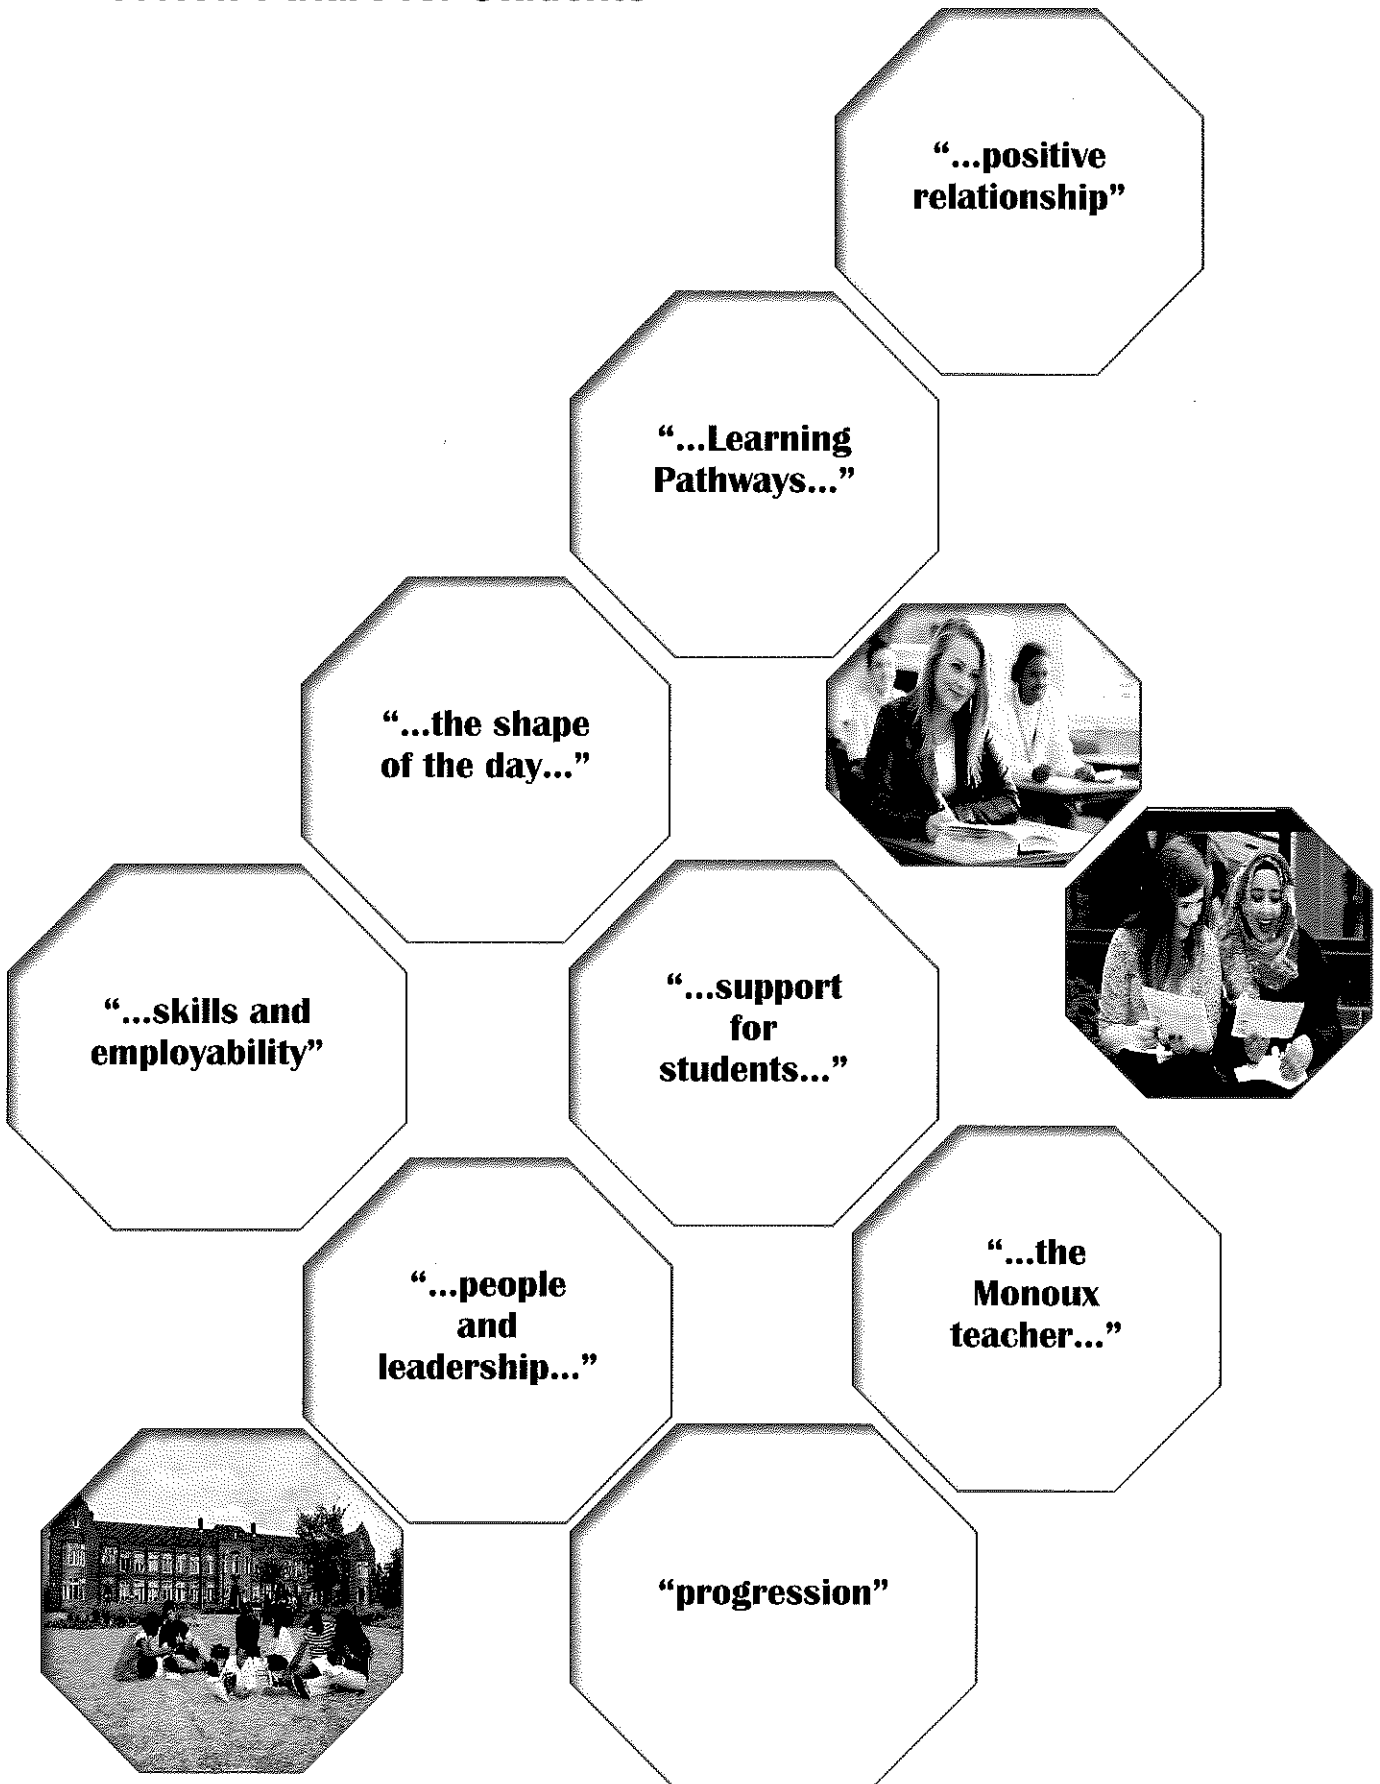 “...positive
relationship”
“...Learning
Pathways...”
“...the shape
of the day...”
“...skills and
employability”
“...support
for
students...”
“...people
and
leadership...”
“...the
Monoux
teacher...”
“progression”